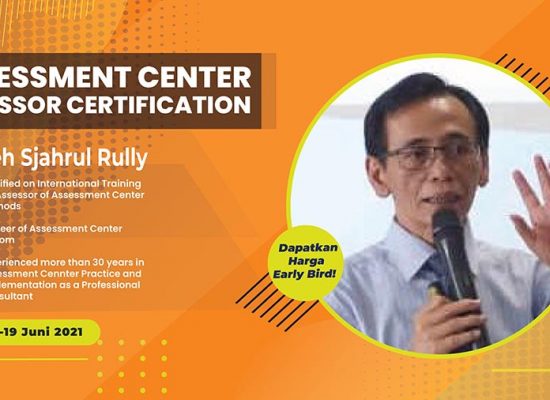 ESSMENT CENTER
SSOR CERTIFICATION
eh Sjahrul Rully
ified on International Training
Assessor of Assessment Center
hods
eer of Assessment Center
om
erienced more than 30 years in
essment Cennter Practice and
lementation as a Professional
sultant
-19 Juni 2021
Dapatkan
Harga
Early Bird!